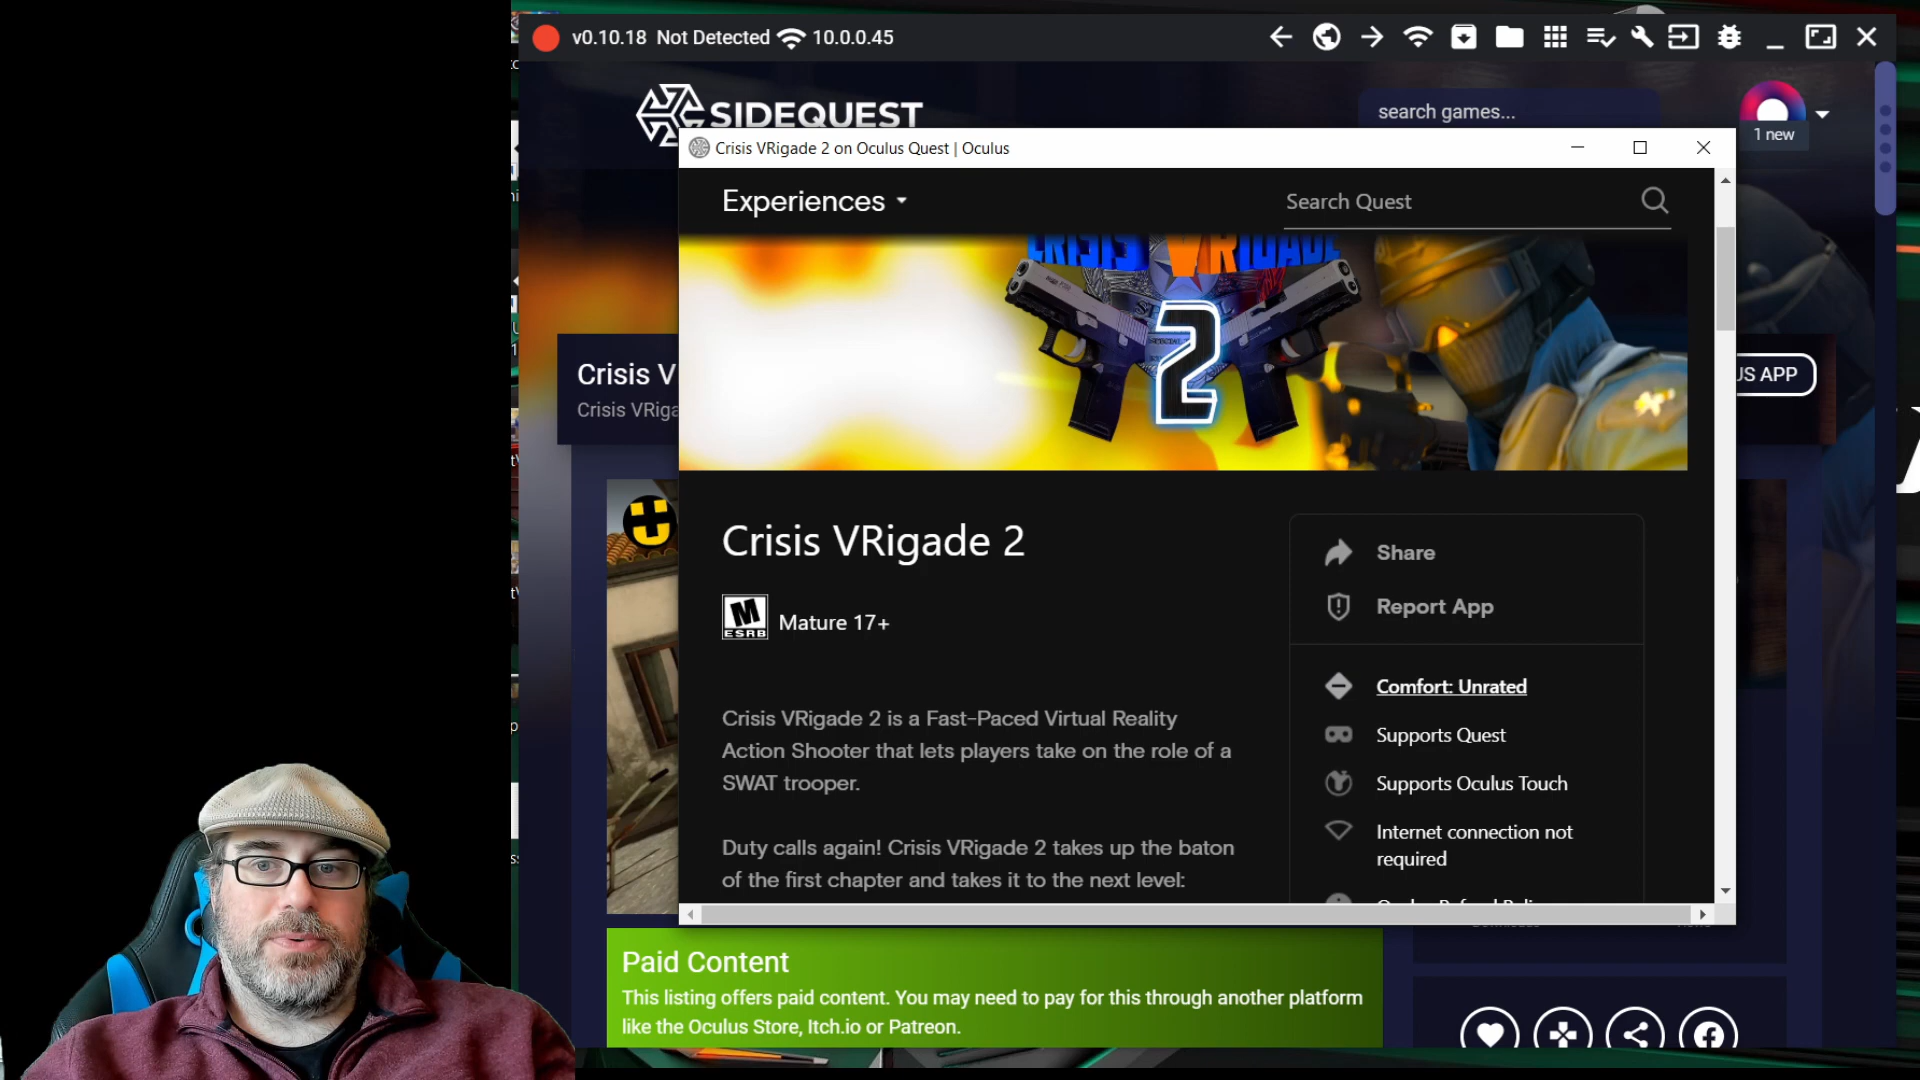 v0.10.18 Not Detected 10.0.0.45
SIDEQUEST
search games...
1 new
Crisis VRigade 2 on Oculus Quest | Oculus
Experiences
Search Quest
CRISIS VRIGADE
2
Crisis V
Crisis VRiga
US APP
Crisis VRigade 2
M
ESRB
Mature 17+
Share
Report App
Comfort: Unrated
Supports Quest
Supports Oculus Touch
Internet connection not
required
Crisis VRigade 2 is a Fast-Paced Virtual Reality
Action Shooter that lets players take on the role of a
SWAT trooper.
Duty calls again! Crisis VRigade 2 takes up the baton
of the first chapter and takes it to the next level:
Paid Content
This listing offers paid content. You may need to pay for this through another platform
like the Oculus Store, Itch.io or Patreon.